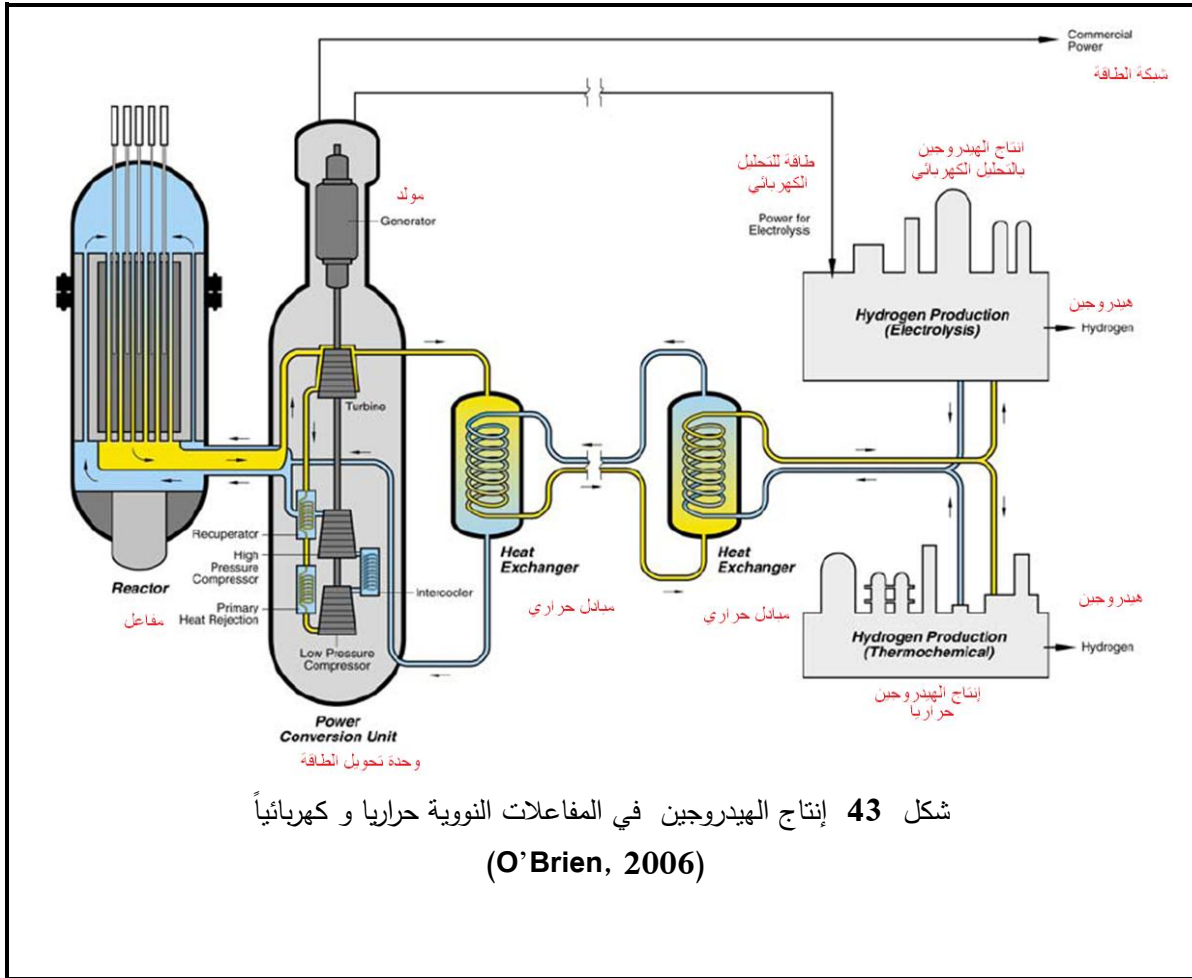 Commercial
Power
شبكة الطاقة
انتاج الهيدروجين
بالتحليل الكهربائي
طاقة للتحليل
الكهربائي
Power for
Electrolysis
مولد
Generator
Hydrogen Production
(Electrolysis)
هيدروجين
Hydrogen
Turbine
Recuperator
High
Pressure
Compressor
Intercooler
Primary
Heat Rejection
Low Pressure
Compressor
Reactor
مفاعل
Heat
Exchanger
مبادل حراري
Heat
Exchanger
مبادل حراري
هيدروجين
Hydrogen Production
(Thermochemical)
Hydrogen
إنتاج الهيدروجين
حراريا
Power
Conversion Unit
وحدة تحويل الطاقة
شكل 43 إنتاج الهيدروجين في المفاعلات النووية حراريا و كهربائياً
(O’Brien, 2006)